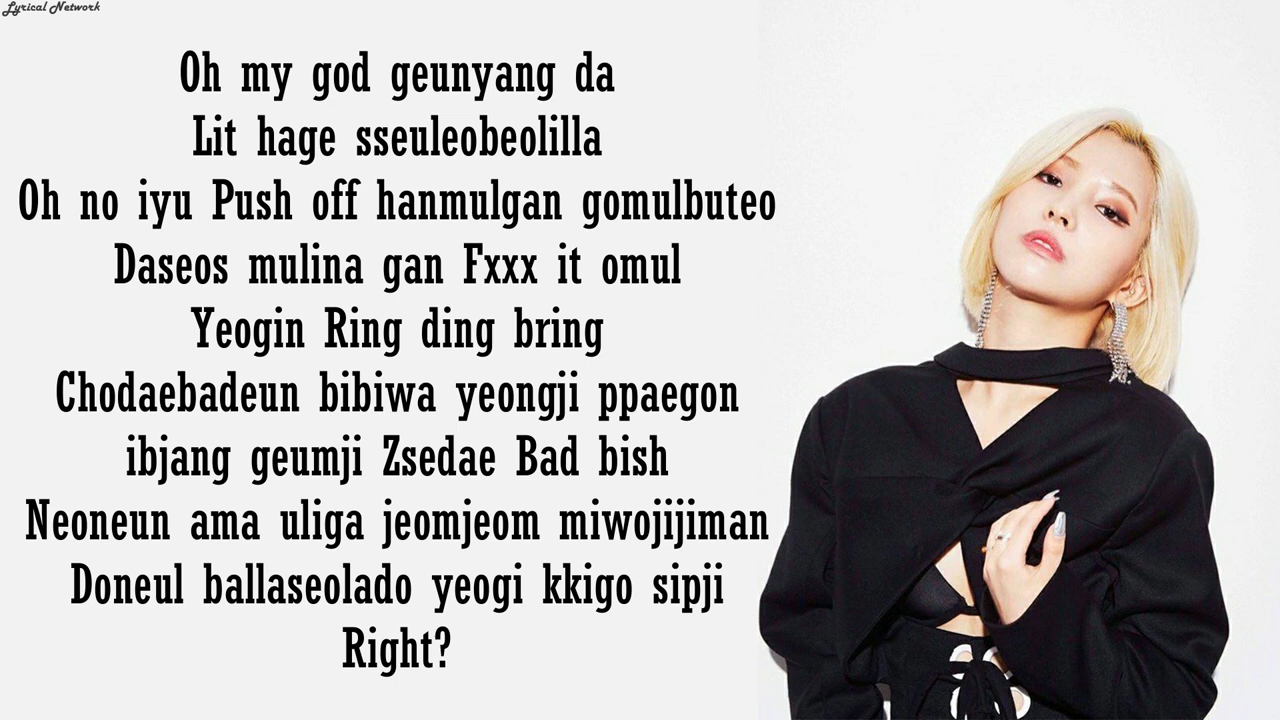 Lyrical Network
Oh my god geunyang da
Lit hage sseuleobeolilla
Oh no iyu Push off hanmulgan gomulbuteo
Daseos mulina gan Fxxx it omul
Yeogin Ring ding bring
Chodaebadeun bibiwa yeongji ppaegon
ibjang geumji Zsedae Bad bish
Neoneun ama uliga jeomjeom miwojijiman
Doneul ballaseolado yeogi kkigo sipji
Right?